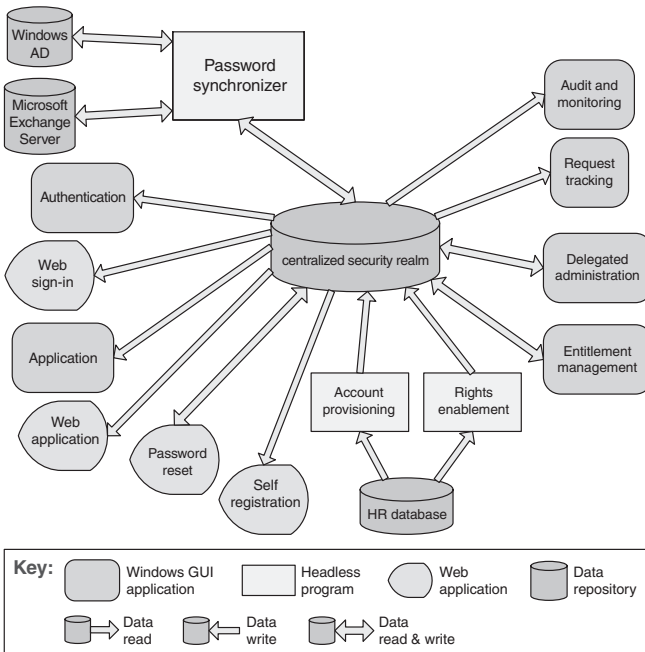 Windows
AD
Microsoft
Exchange
Server
Password
synchronizer
Audit and
monitoring
Request
tracking
Authentication
centralized security realm
Web
sign-in
Delegated
administration
Application
Entitlement
management
Account
provisioning
Rights
enablement
Web
application
Password
reset
Self
registration
HR database
Key:
Windows GUI
application
Headless
program
Web
application
Data
repository
Data
read
Data
write
Data
read & write